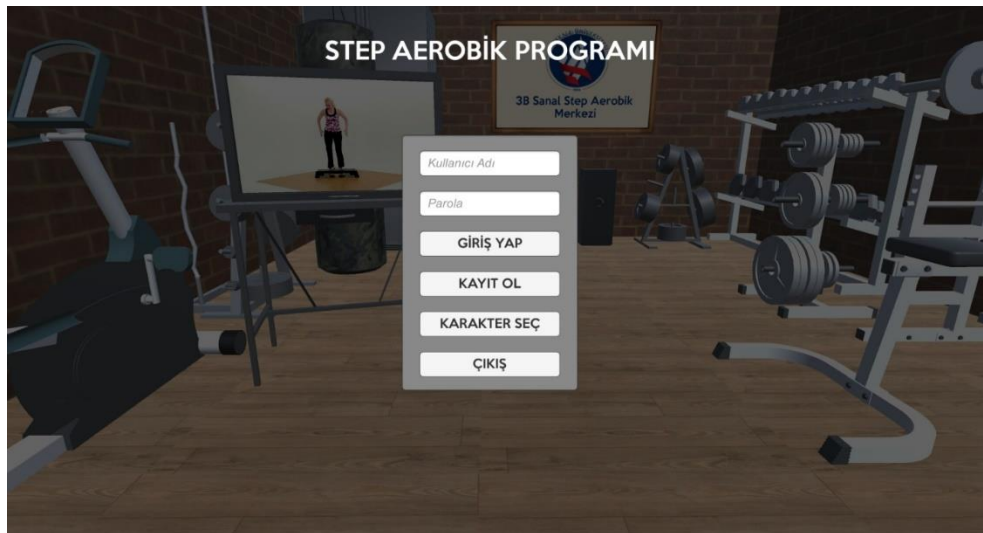 STEP AEROBİK PROGRAMI
3B Sanal Step Aerobik
Merkezi
Kullanıcı Adı
Parola
GİRİŞ YAP
KAYIT OL
KARAKTER SEÇ
ÇIKIŞ